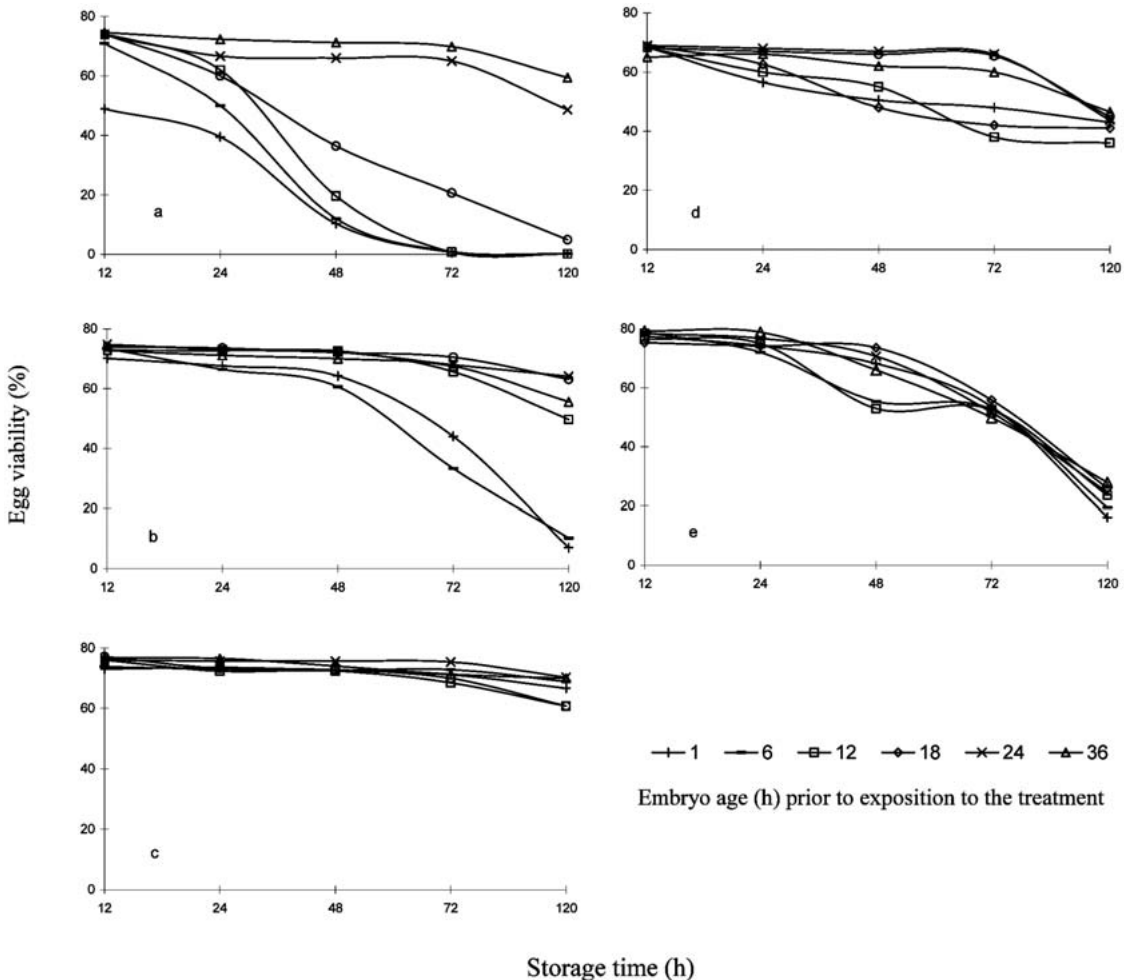 80
60
40
20
0
a
12 24 48 72 120
80
60
40
20
0
d
12 24 48 72 120
Egg viability (%)
80
60
40
20
0
b
12 24 48 72 120
80
60
40
20
0
e
12 24 48 72 120
80
60
40
20
0
c
12 24 48 72 120
1 6 12 18 24 36
Embryo age (h) prior to exposition to the treatment
Storage time (h)